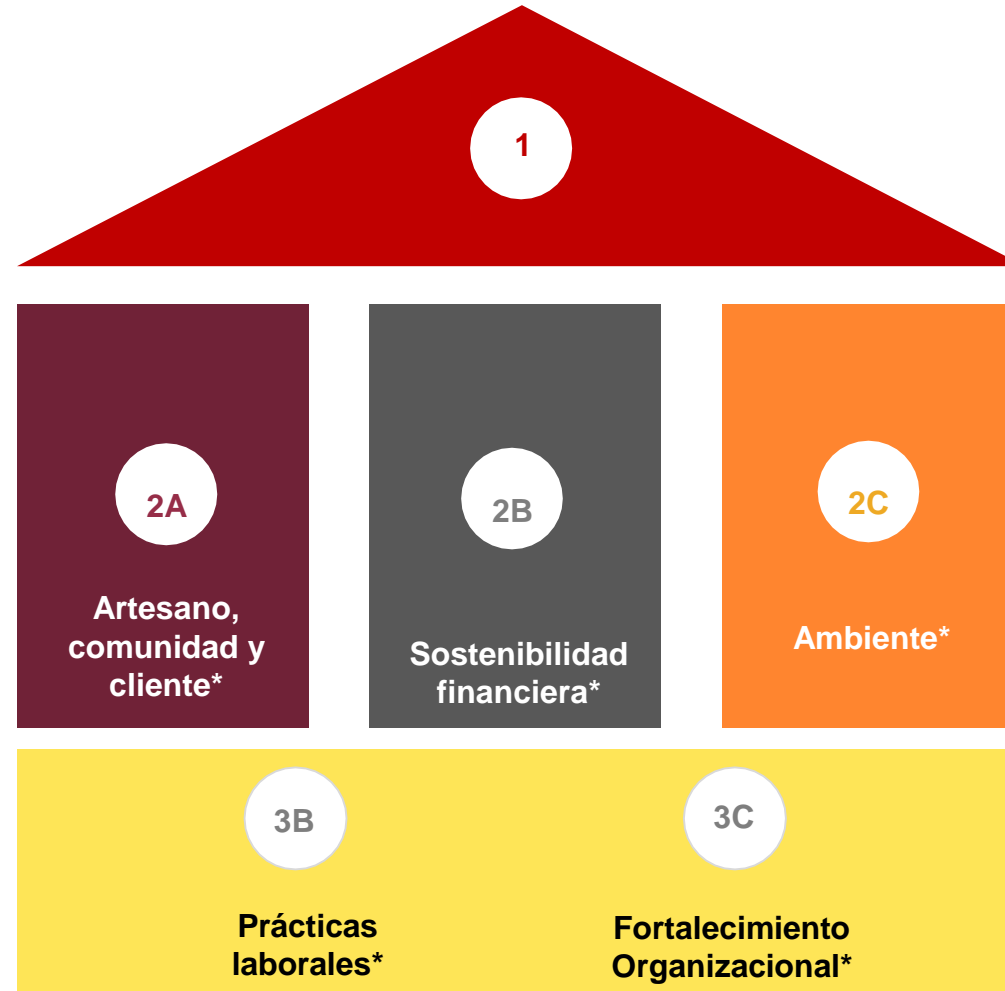 1
2A
Artesano,
comunidad y
cliente*
2B
Sostenibilidad
financiera*
2C
Ambiente*
3B
Prácticas
laborales*
3C
Fortalecimiento
Organizacional*